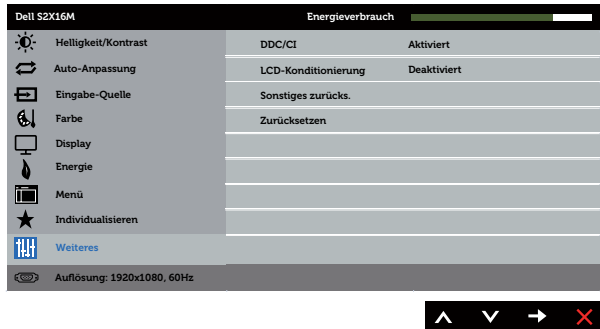 Dell S2X16M Energieverbrauch
Helligkeit/Kontrast DDC/CI Aktiviert
Auto-Anpassung LCD-Konditionierung Deaktiviert
Eingabe-Quelle Sonstiges zurücks.
Farbe Zurücksetzen
Display
Energie
Menü
Individualisieren
Weiteres
Auflösung: 1920x1080, 60Hz